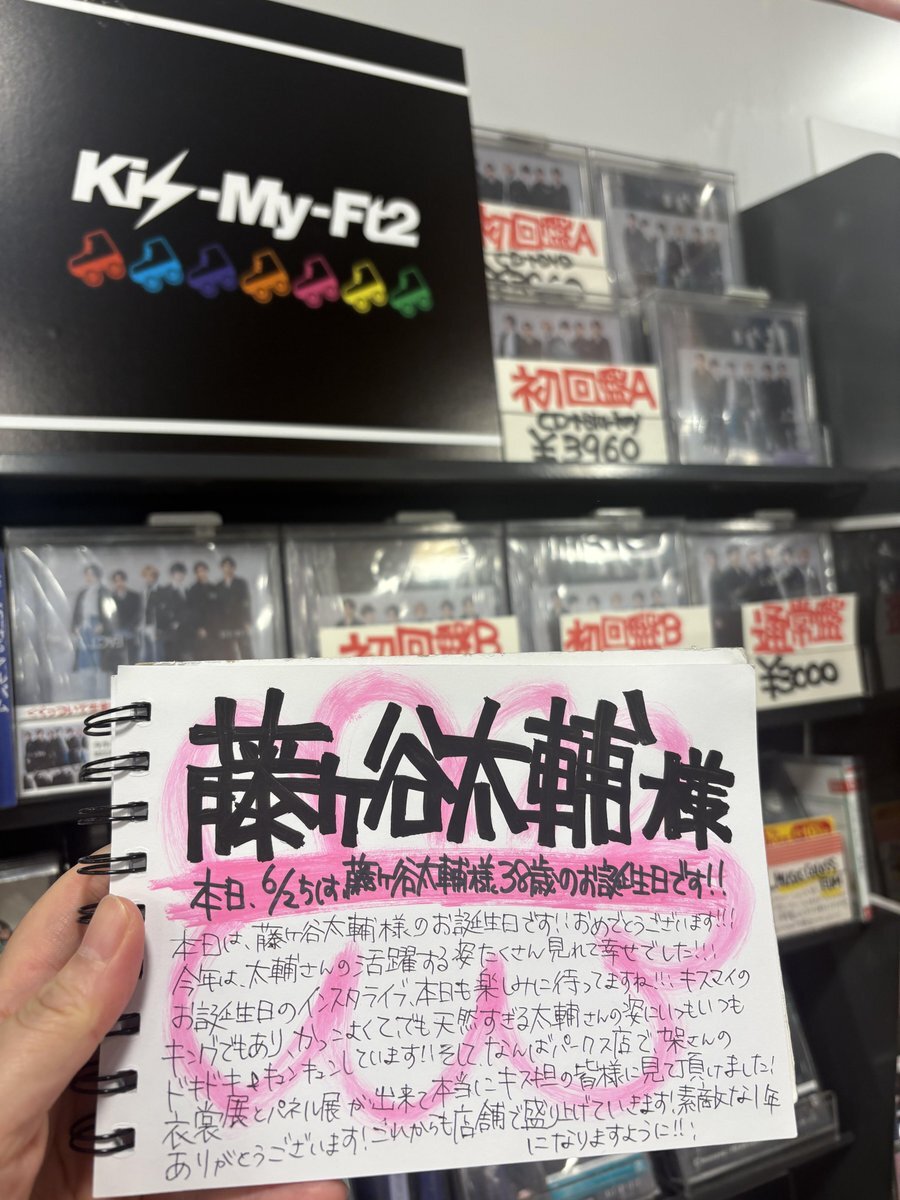 Kis-My-Ft2
初回盤A
初回盤A
¥3960
初回盤B
初回盤B
通常盤
¥3000
藤ヶ谷太輔様
本日、6/25は藤ヶ谷太輔様、38歳のお誕生日です!!
本日は、藤ヶ谷太輔様のお誕生日です!!おめでとうございます!!!
今年は、太輔さんの活躍する姿たくさん見れて幸せでした!!!
お誕生日のインスタライブ、本日も楽しみに待ってますね!!!キスマイの
キングでもあり、かっこよくてでも天然すぎる太輔さんの姿にいつもいつも
ドキドキキュンキュンしています!!そして、なんばパークス店で
衣裳展とパネル展が出来て本当にキス担の皆様に見て頂けました!
ありがとうございます!これからも店舗で盛り上げていきます!素敵な1年
になりますように!!!